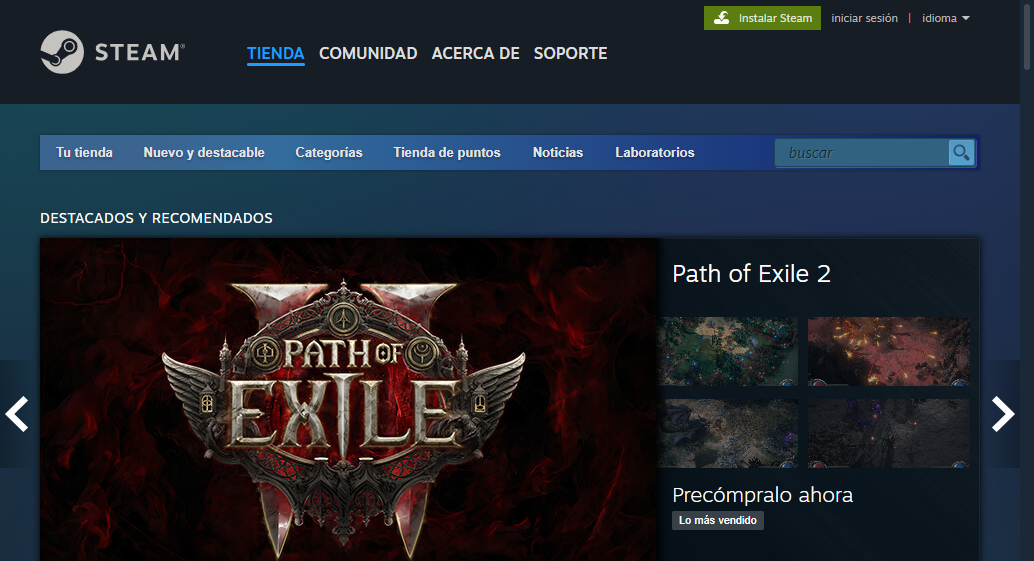 Instalar Steam iniciar sesión | idioma
STEAM®
TIENDA COMUNIDAD ACERCA DE SOPORTE
Tu tienda Nuevo y destacable Categorías Tienda de puntos Noticias Laboratorios buscar
DESTACADOS Y RECOMENDADOS
PATH OF
EXILE
II
Path of Exile 2
Precómpralo ahora
Lo más vendido